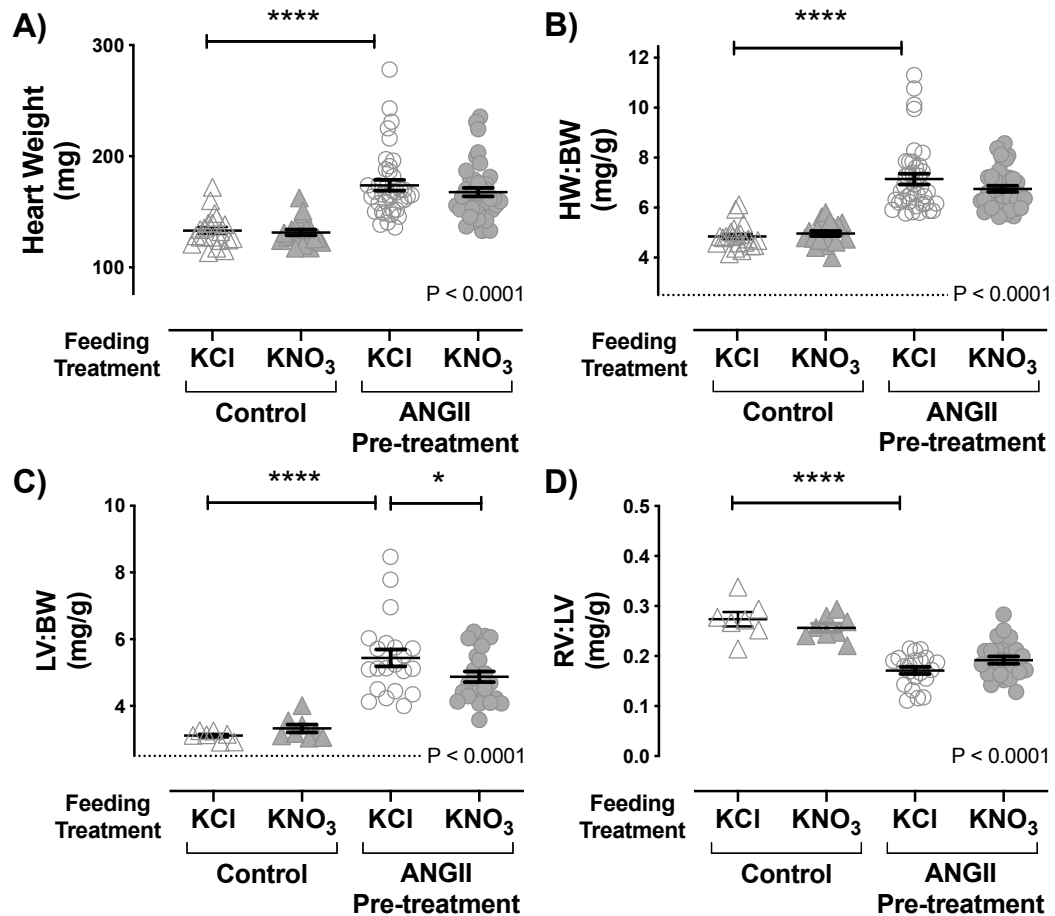 A)
****
300
200
100
Heart Weight
(mg)
P < 0.0001
Feeding
Treatment
KCl KNO₃ KCl KNO₃
Control
ANGII
Pre-treatment
B)
****
12
10
8
6
4
HW:BW
(mg/g)
P < 0.0001
Feeding
Treatment
KCl KNO₃ KCl KNO₃
Control
ANGII
Pre-treatment
C)
**** *
10
8
6
4
LV:BW
(mg/g)
P < 0.0001
Feeding
Treatment
KCl KNO₃ KCl KNO₃
Control
ANGII
Pre-treatment
D)
****
0.5
0.4
0.3
0.2
0.1
0.0
RV:LV
(mg/g)
P < 0.0001
Feeding
Treatment
KCl KNO₃ KCl KNO₃
Control
ANGII
Pre-treatment